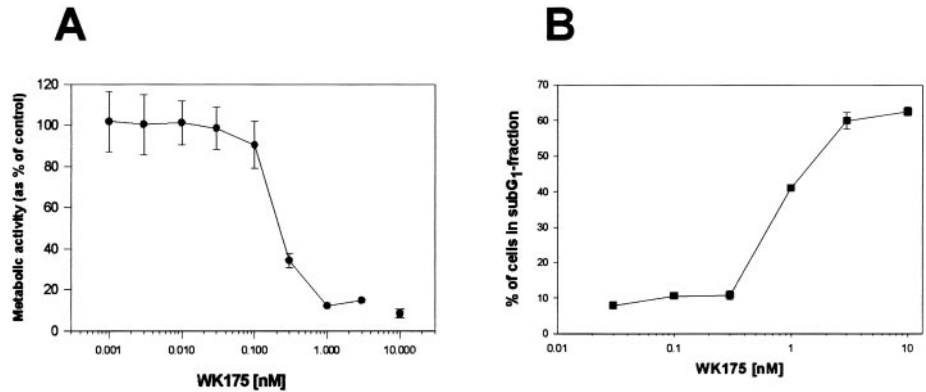 A
Metabolic activity (as % of control)
120
100
80
60
40
20
0
0.001 0.010 0.100 1.000 10.000
WK175 [nM]
B
% of cells in subG₁-fraction
70
60
50
40
30
20
10
0
0.01 0.1 1 10
WK175 [nM]